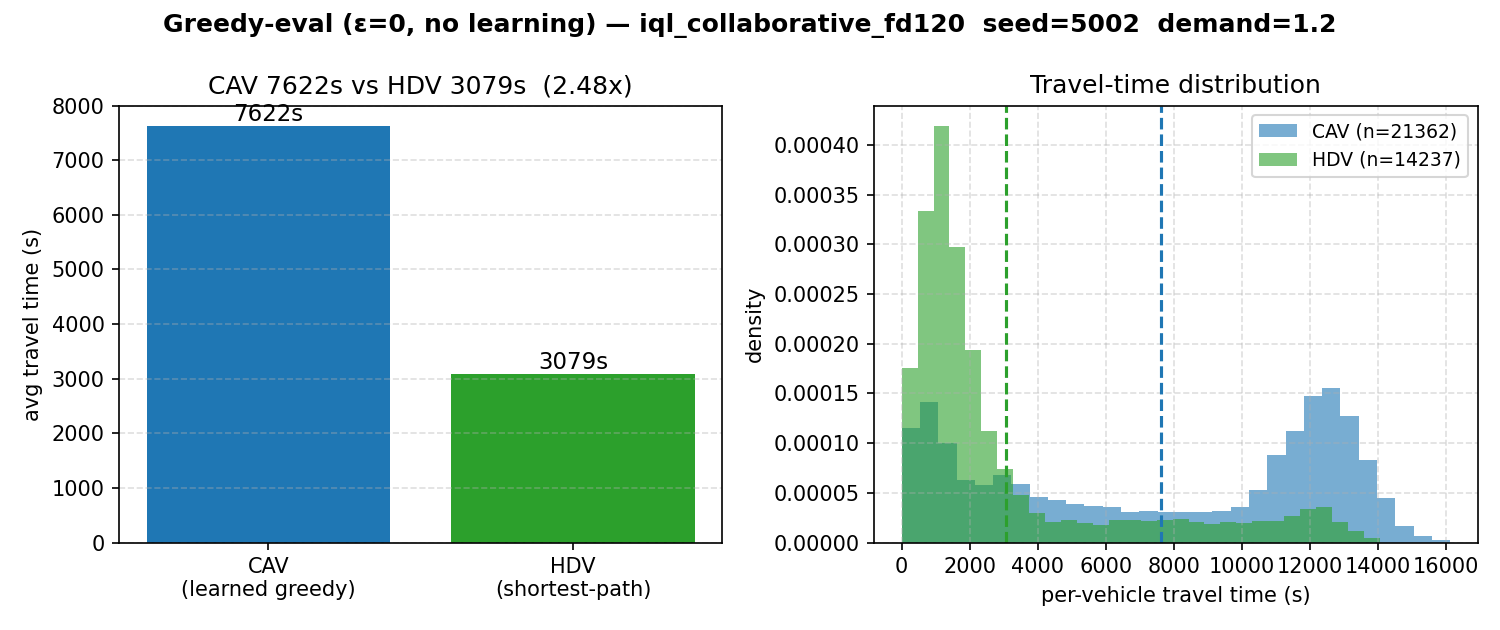 Greedy-eval (ε=0, no learning) — iql_collaborative_fd120  seed=5002  demand=1.2
CAV 7622s vs HDV 3079s  (2.48x)
avg travel time (s)
8000
7000
6000
5000
4000
3000
2000
1000
0
7622s
3079s
CAV
(learned greedy)
HDV
(shortest-path)
Travel-time distribution
density
0.00040
0.00035
0.00030
0.00025
0.00020
0.00015
0.00010
0.00005
0.00000
CAV (n=21362)
HDV (n=14237)
0 2000 4000 6000 8000 10000 12000 14000 16000
per-vehicle travel time (s)